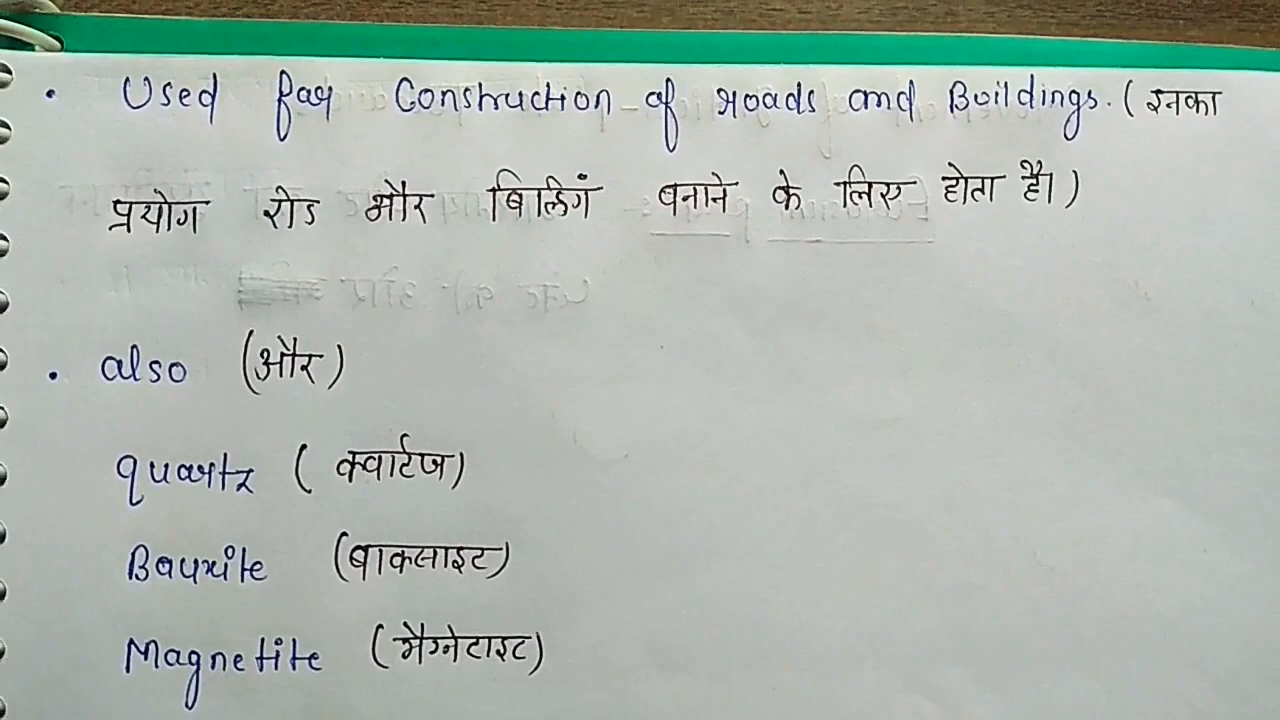 • Used for Construction of roads and Buildings. (इनका
प्रयोग रोड और बिलिंगं बनाने के लिए होता है।)
• also (और)
quartz (क्वार्टज)
Bauxite (बाकसाइट)
Magnetite (मैग्नेटाइट)